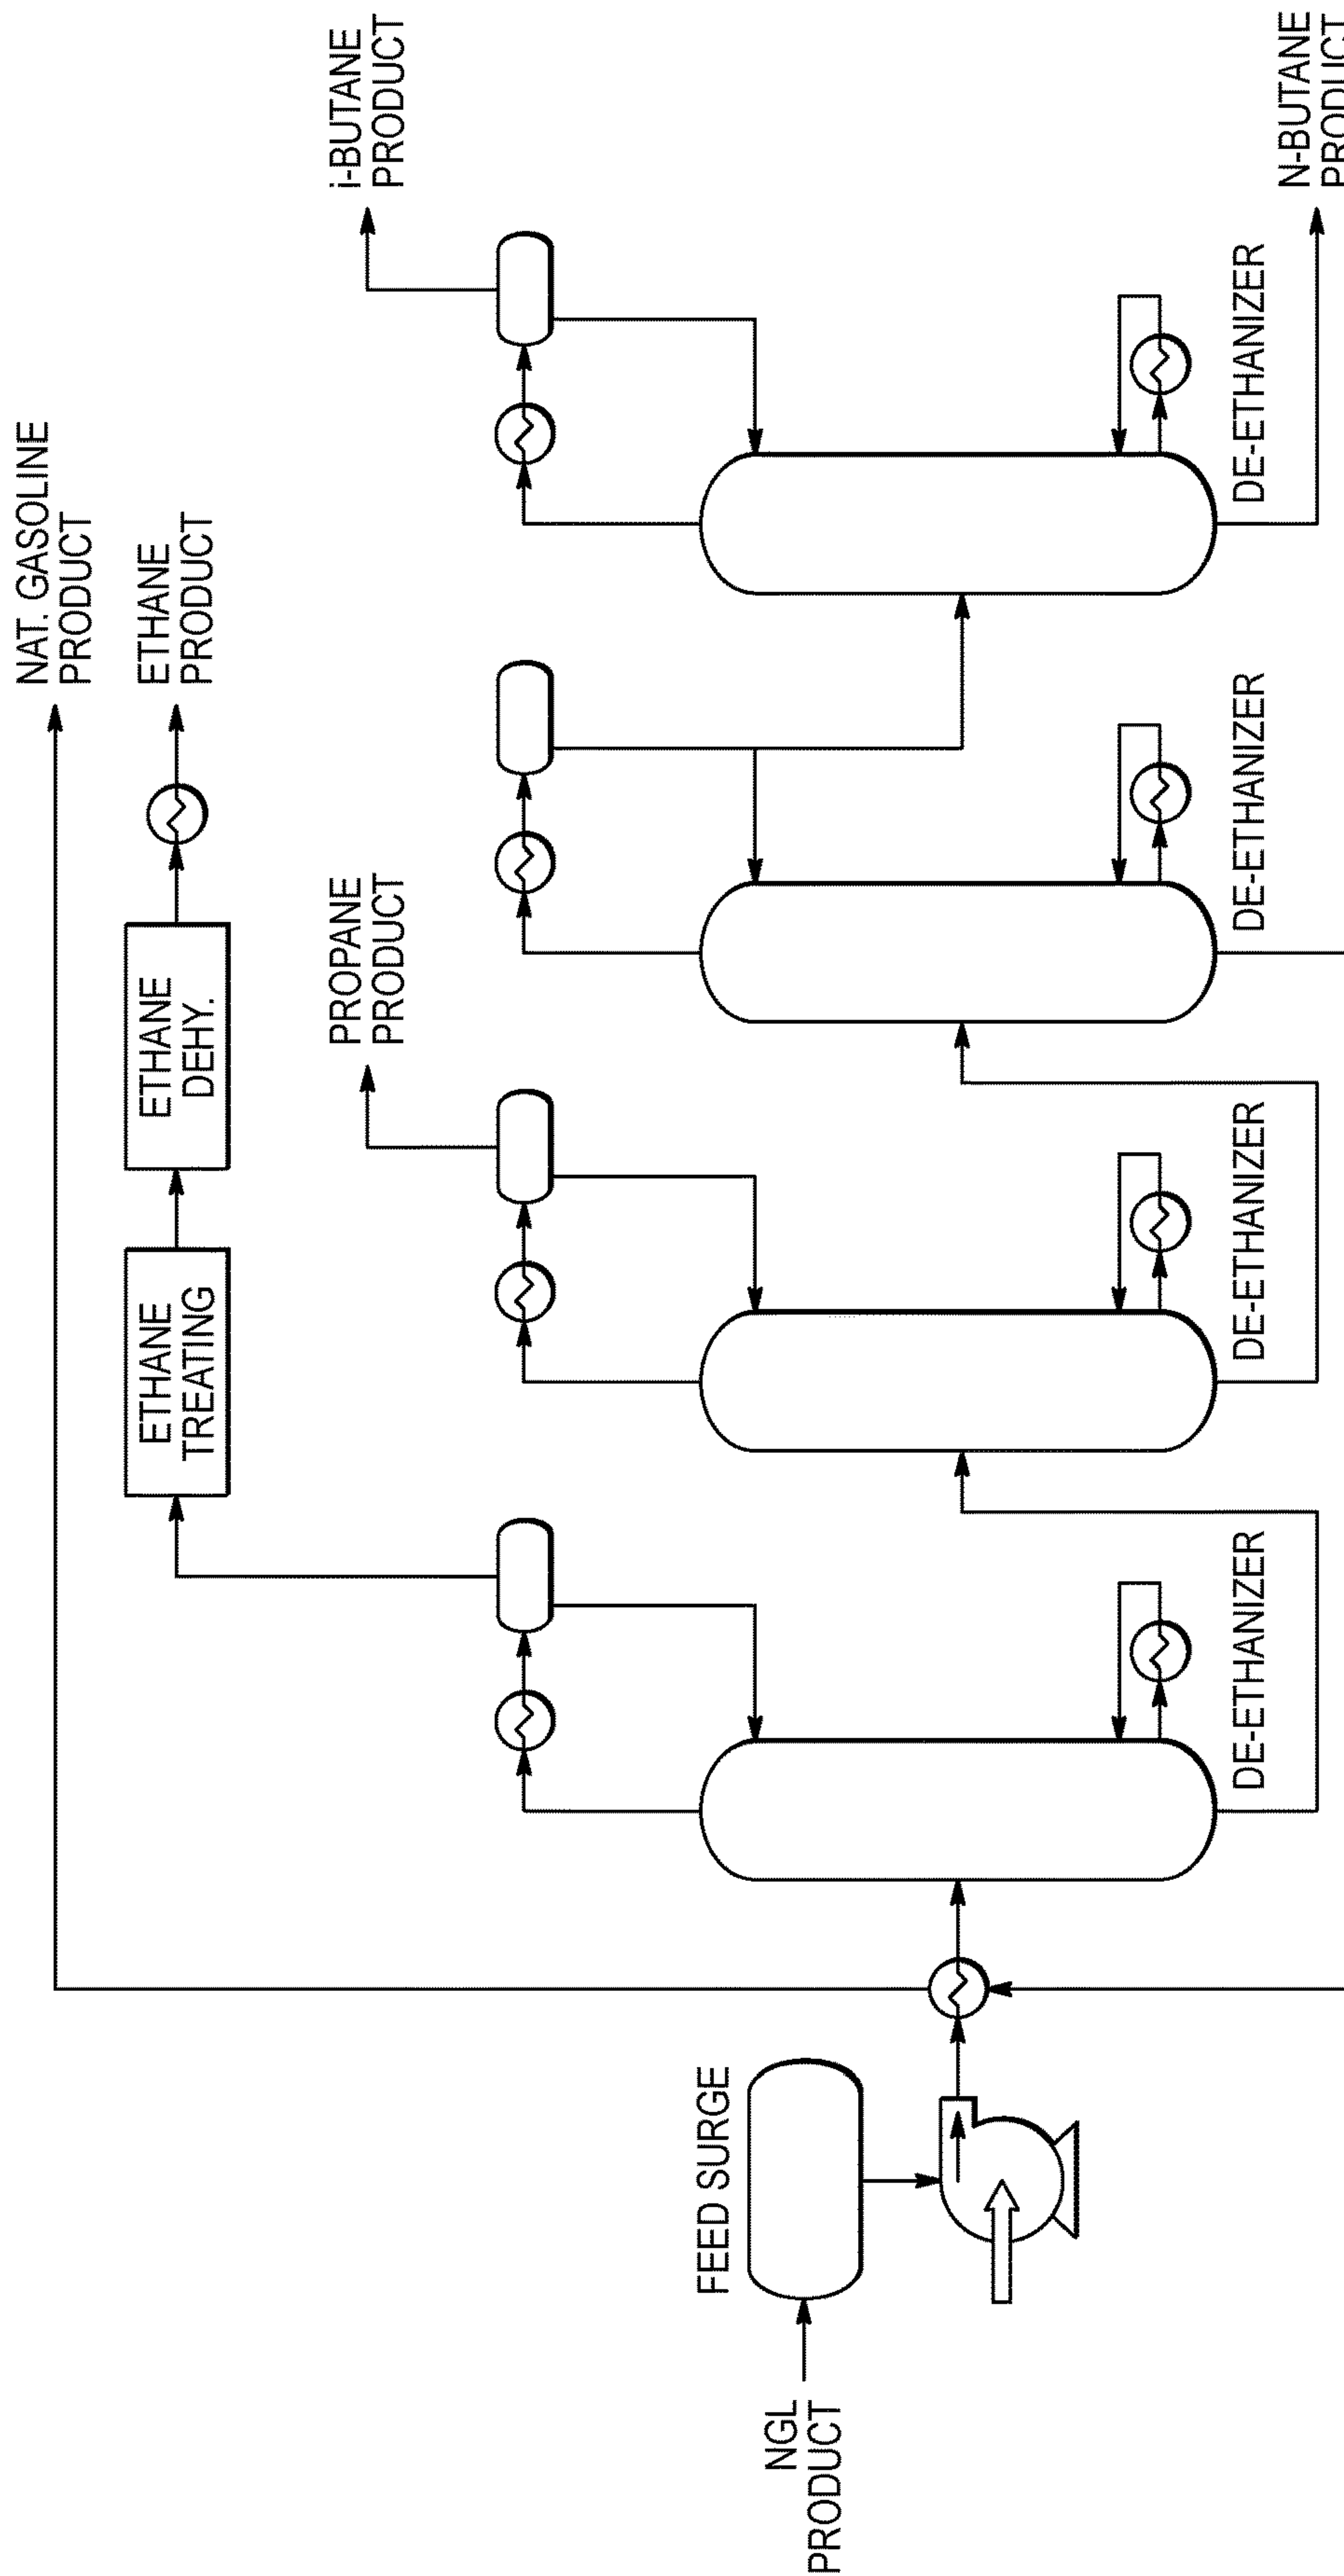 NAT. GASOLINE
PRODUCT
ETHANE
TREATING
ETHANE
DEHY.
ETHANE
PRODUCT
PROPANE
PRODUCT
i-BUTANE
PRODUCT
FEED SURGE
NGL
PRODUCT
DE-ETHANIZER
DE-ETHANIZER
DE-ETHANIZER
DE-ETHANIZER
N-BUTANE
PRODUCT